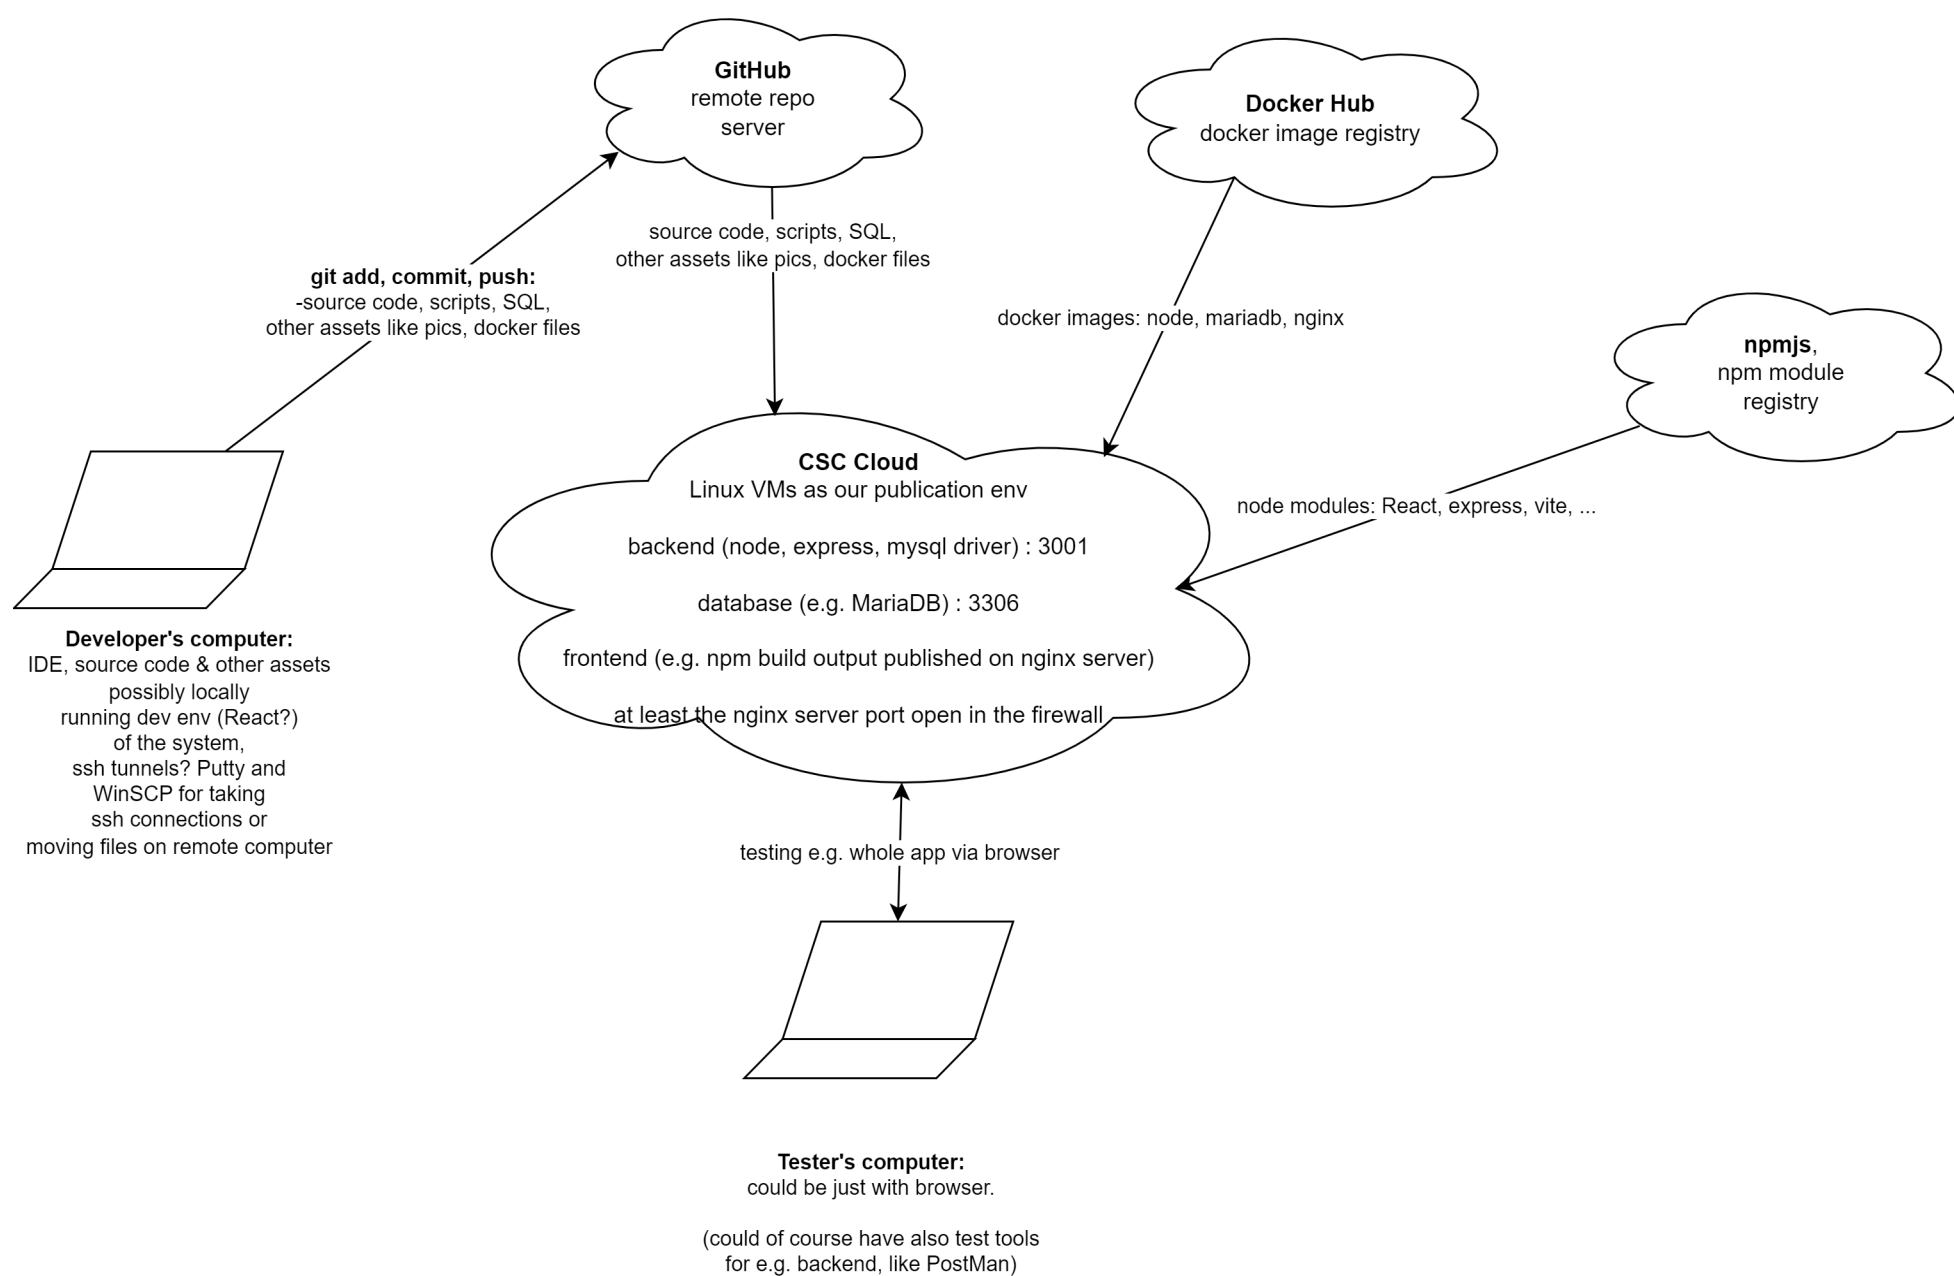 GitHub
remote repo
server
Docker Hub
docker image registry
source code, scripts, SQL,
other assets like pics, docker files
git add, commit, push:
-source code, scripts, SQL,
other assets like pics, docker files
docker images: node, mariadb, nginx
npmjs,
npm module
registry
CSC Cloud
Linux VMs as our publication env
backend (node, express, mysql driver) : 3001
database (e.g. MariaDB) : 3306
frontend (e.g. npm build output published on nginx server)
at least the nginx server port open in the firewall
node modules: React, express, vite, ...
Developer's computer:
IDE, source code & other assets
possibly locally
running dev env (React?)
of the system,
ssh tunnels? Putty and
WinSCP for taking
ssh connections or
moving files on remote computer
testing e.g. whole app via browser
Tester's computer:
could be just with browser.
(could of course have also test tools
for e.g. backend, like PostMan)